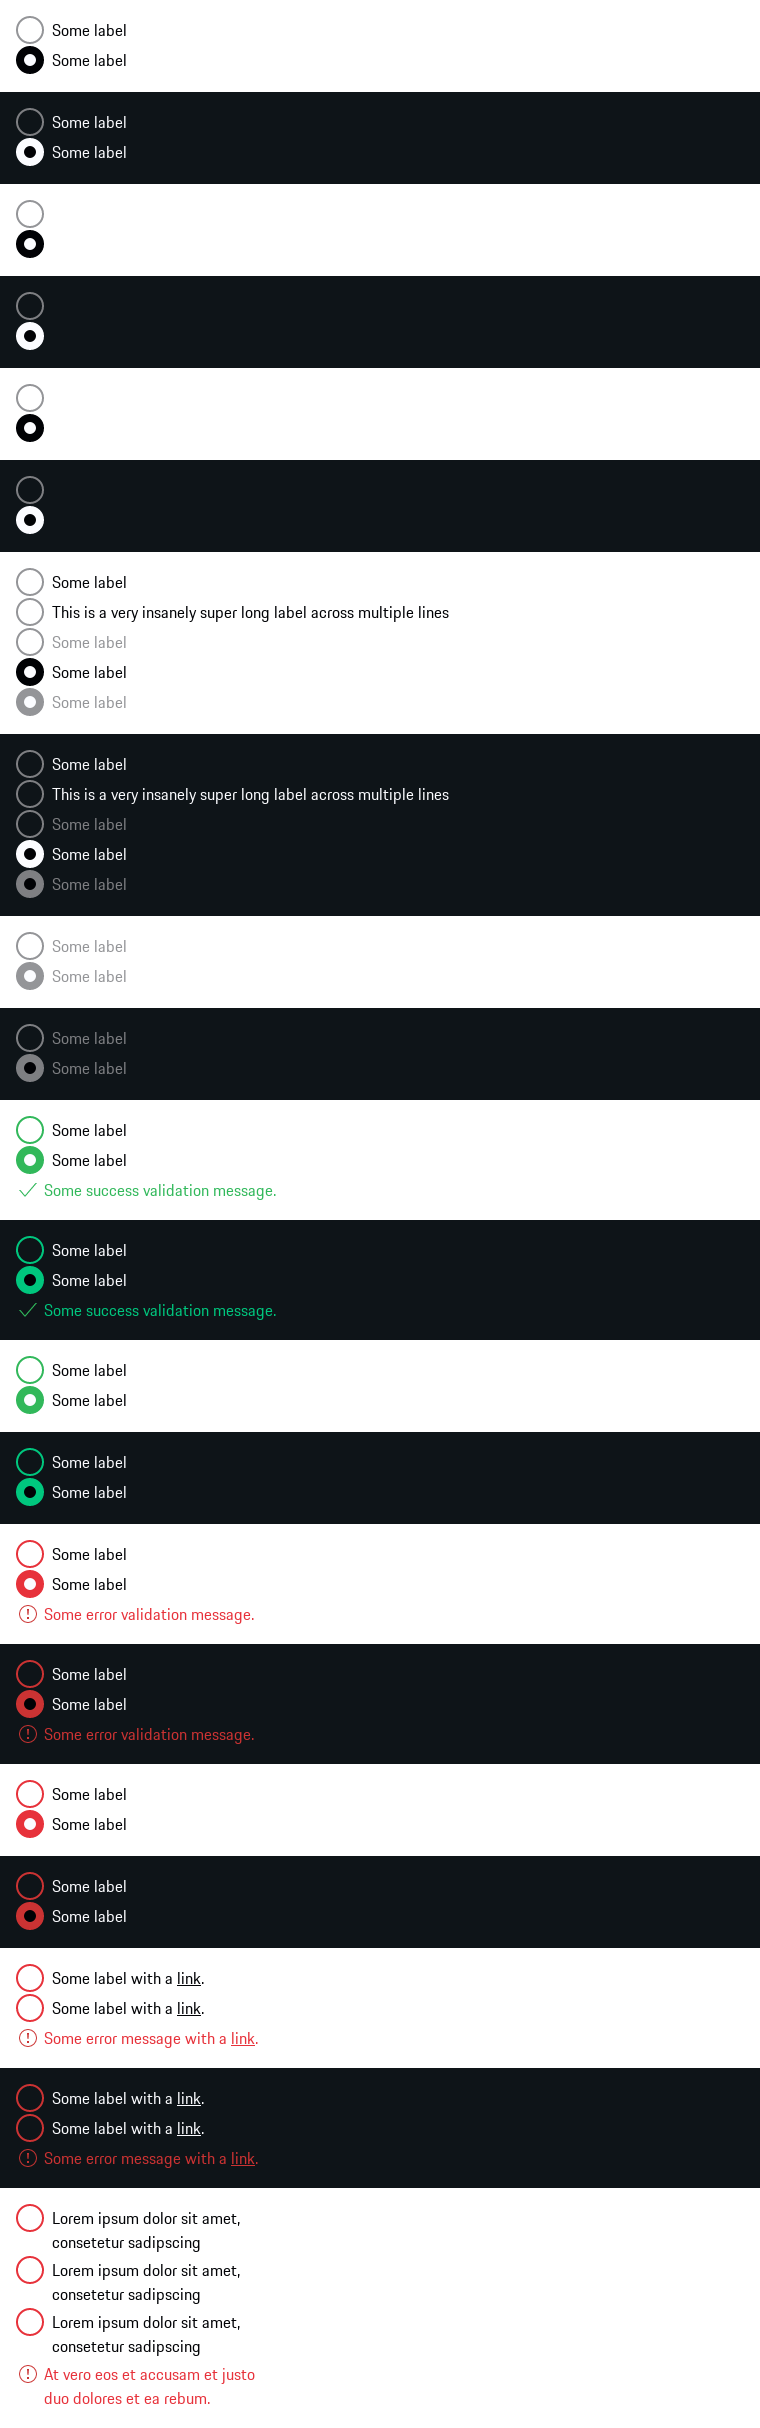 Some label
Some label
Some label
Some label
Some label
This is a very insanely super long label across multiple lines
Some label
Some label
Some label
Some label
This is a very insanely super long label across multiple lines
Some label
Some label
Some label
Some label
Some label
Some label
Some label
Some label
Some label
Some success validation message.
Some label
Some label
Some success validation message.
Some label
Some label
Some label
Some label
Some label
Some label
Some error validation message.
Some label
Some label
Some error validation message.
Some label
Some label
Some label
Some label
Some label with a link.
Some label with a link.
Some error message with a link.
Some label with a link.
Some label with a link.
Some error message with a link.
Lorem ipsum dolor sit amet,
consetetur sadipscing
Lorem ipsum dolor sit amet,
consetetur sadipscing
Lorem ipsum dolor sit amet,
consetetur sadipscing
At vero eos et accusam et justo
duo dolores et ea rebum.